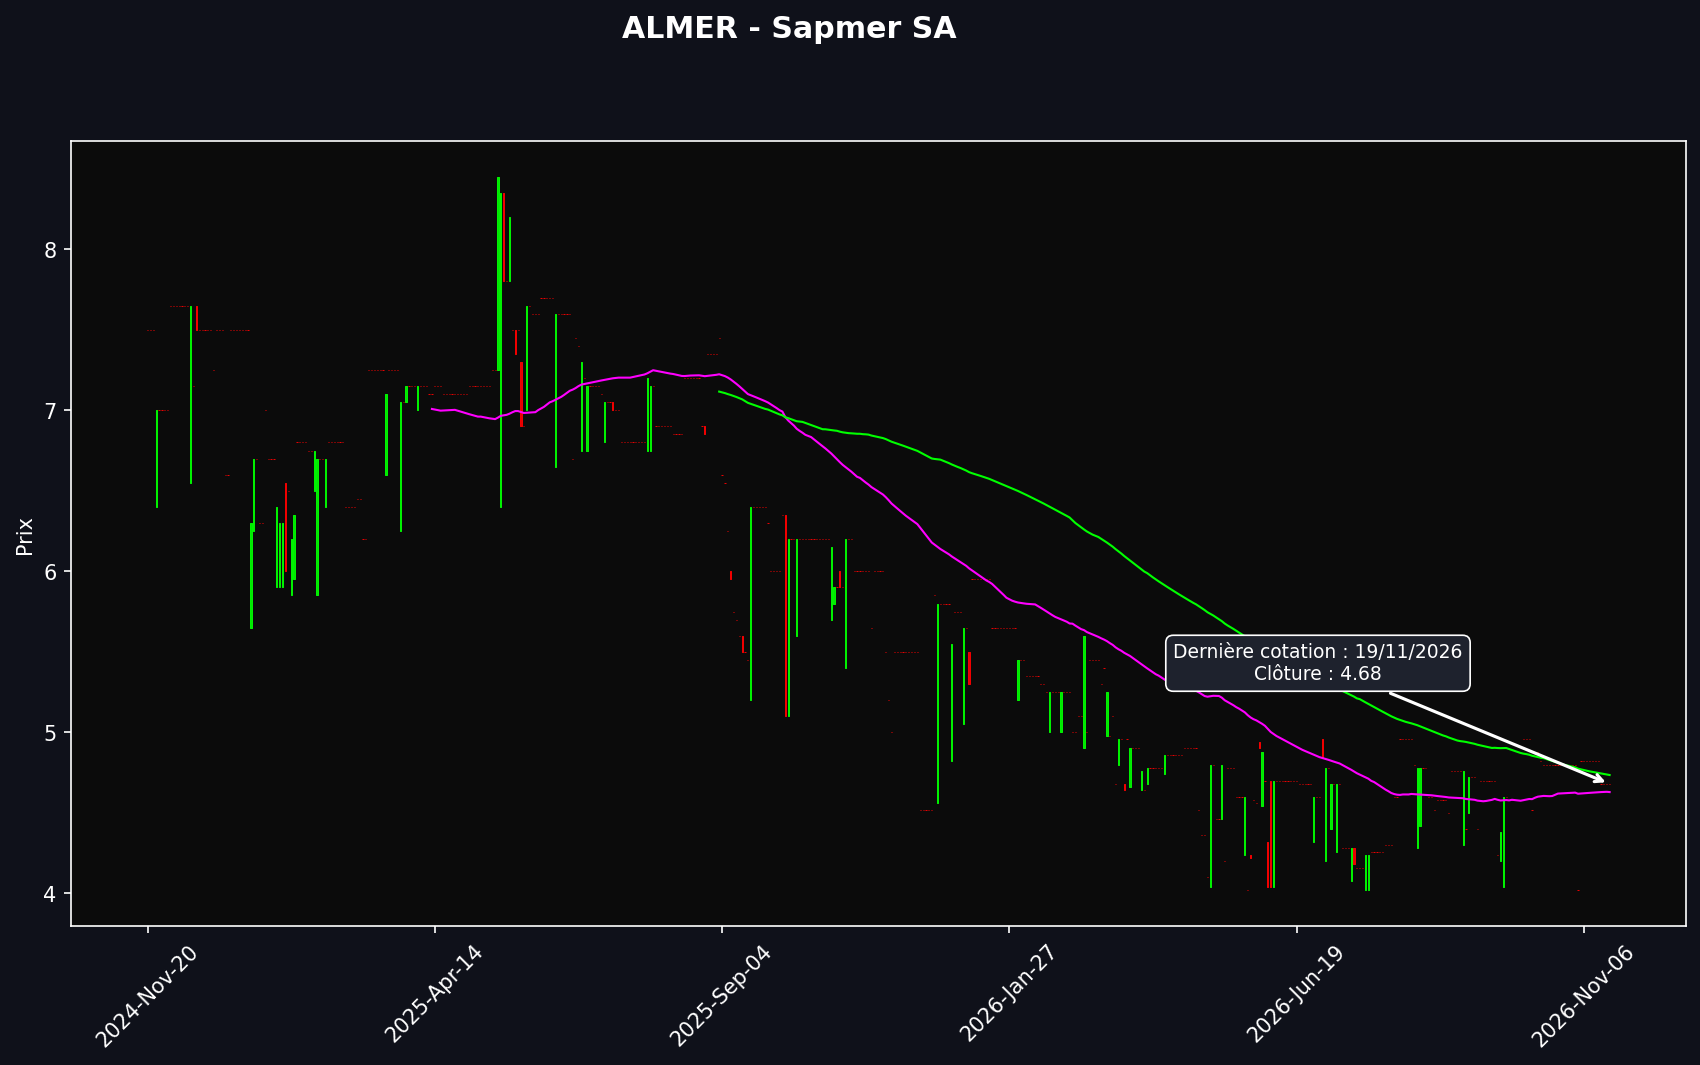 ALMER - Sapmer SA
Prix
8
7
6
5
4
Dernière cotation : 19/11/2026
Clôture : 4.68
2024-Nov-20
2025-Apr-14
2025-Sep-04
2026-Jan-27
2026-Jun-19
2026-Nov-06